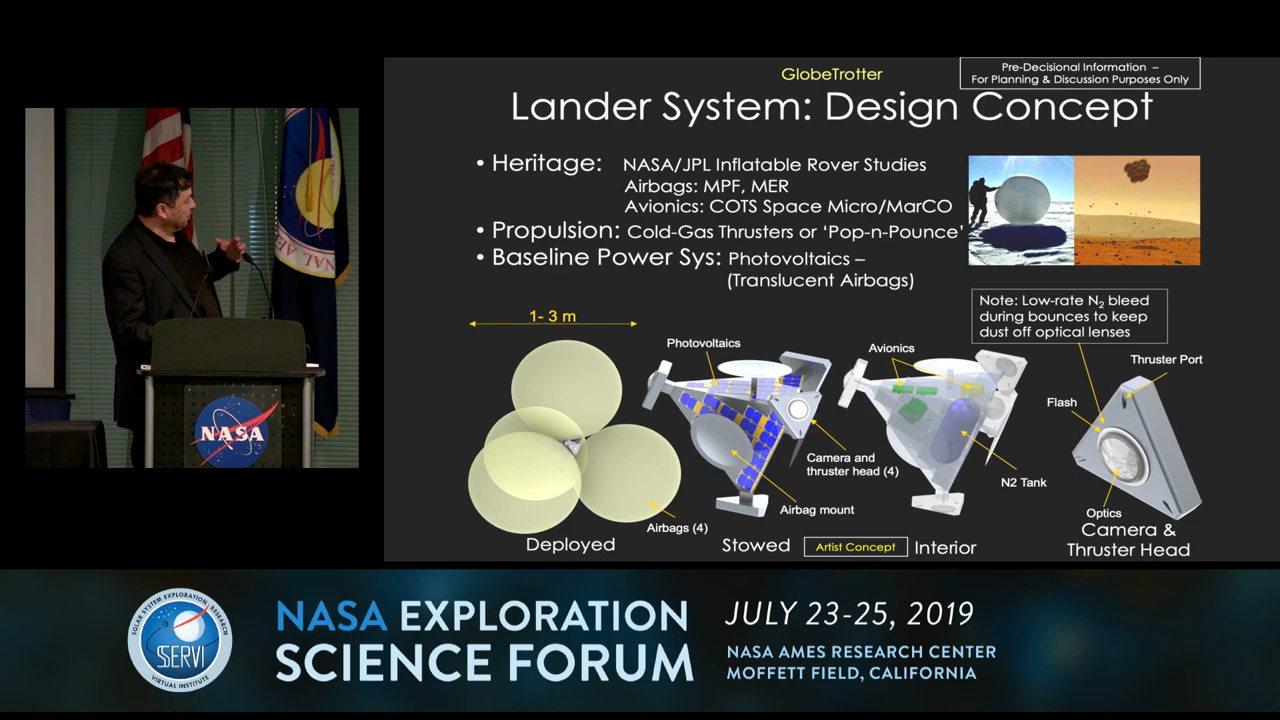 GlobeTrotter
Pre-Decisional Information –
For Planning & Discussion Purposes Only
Lander System: Design Concept
• Heritage: NASA/JPL Inflatable Rover Studies
Airbags: MPF, MER
Avionics: COTS Space Micro/MarCO
• Propulsion: Cold-Gas Thrusters or ‘Pop-n-Pounce’
• Baseline Power Sys: Photovoltaics –
(Translucent Airbags)
Note: Low-rate N2 bleed
during bounces to keep
dust off optical lenses
1- 3 m
Photovoltaics
Avionics
Thruster Port
Flash
Camera and
thruster head (4)
N2 Tank
Airbag mount
Optics
Airbags (4)
Deployed
Stowed
Artist Concept
Interior
Camera &
Thruster Head
NASA
SOLAR SYSTEM EXPLORATION RESEARCH
SSERVI
VIRTUAL INSTITUTE
NASA EXPLORATION
SCIENCE FORUM
JULY 23-25, 2019
NASA AMES RESEARCH CENTER
MOFFETT FIELD, CALIFORNIA